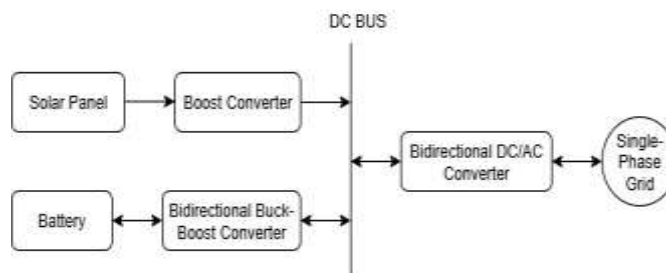 DC BUS
Solar Panel
Boost Converter
Bidirectional DC/AC
Converter
Single-
Phase
Grid
Battery
Bidirectional Buck-
Boost Converter